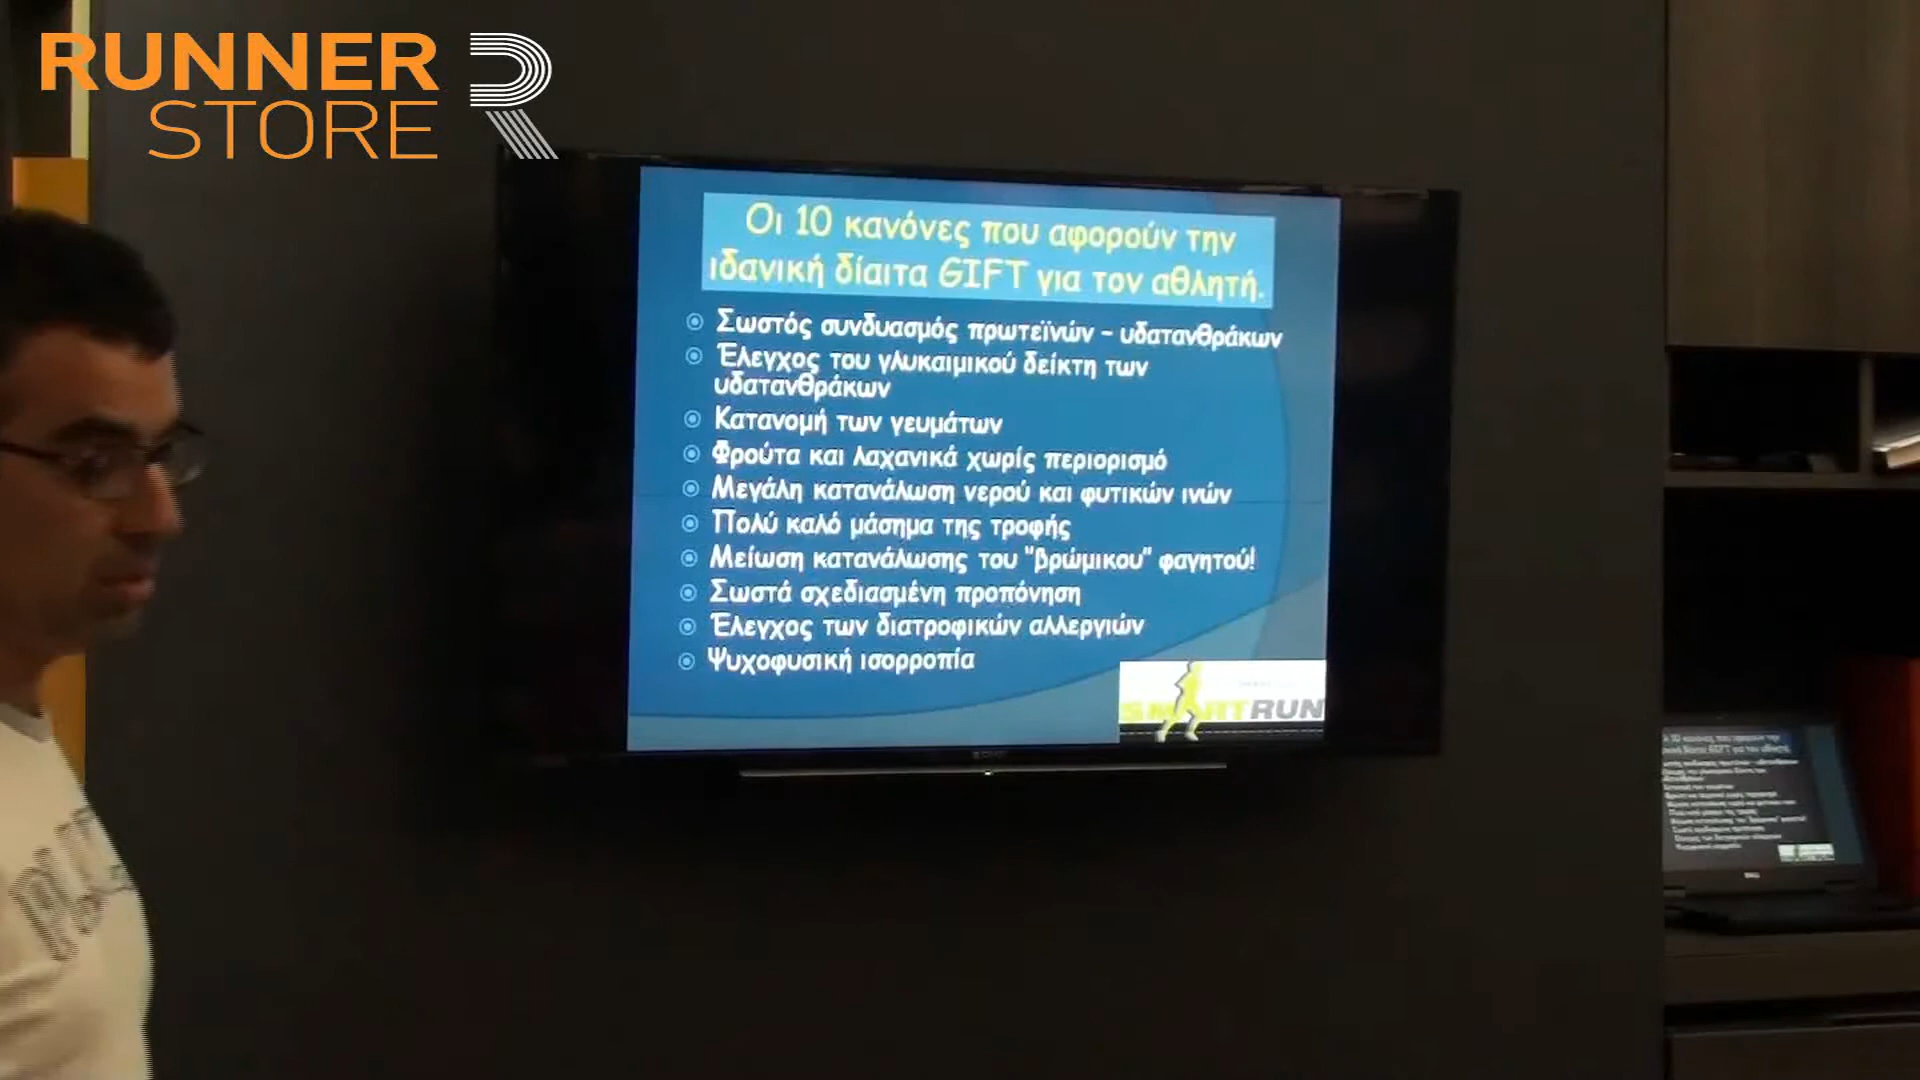 RUNNER
STORE
Οι 10 κανόνες που αφορούν την
ιδανική δίαιτα GIFT για τον αθλητή.
Σωστός συνδυασμός πρωτεϊνών - υδατανθράκων
Έλεγχος του γλυκαιμικού δείκτη των
υδατανθράκων
Κατανομή των γευμάτων
Φρούτα και λαχανικά χωρίς περιορισμό
Μεγάλη κατανάλωση νερού και φυτικών ινών
Πολύ καλό μάσημα της τροφής
Μείωση κατανάλωσης του "βρώμικου" φαγητού!
Σωστά σχεδιασμένη προπόνηση
Έλεγχος των διατροφικών αλλεργιών
Ψυχοφυσική ισορροπία
SMARTRUN
SONY
DELL